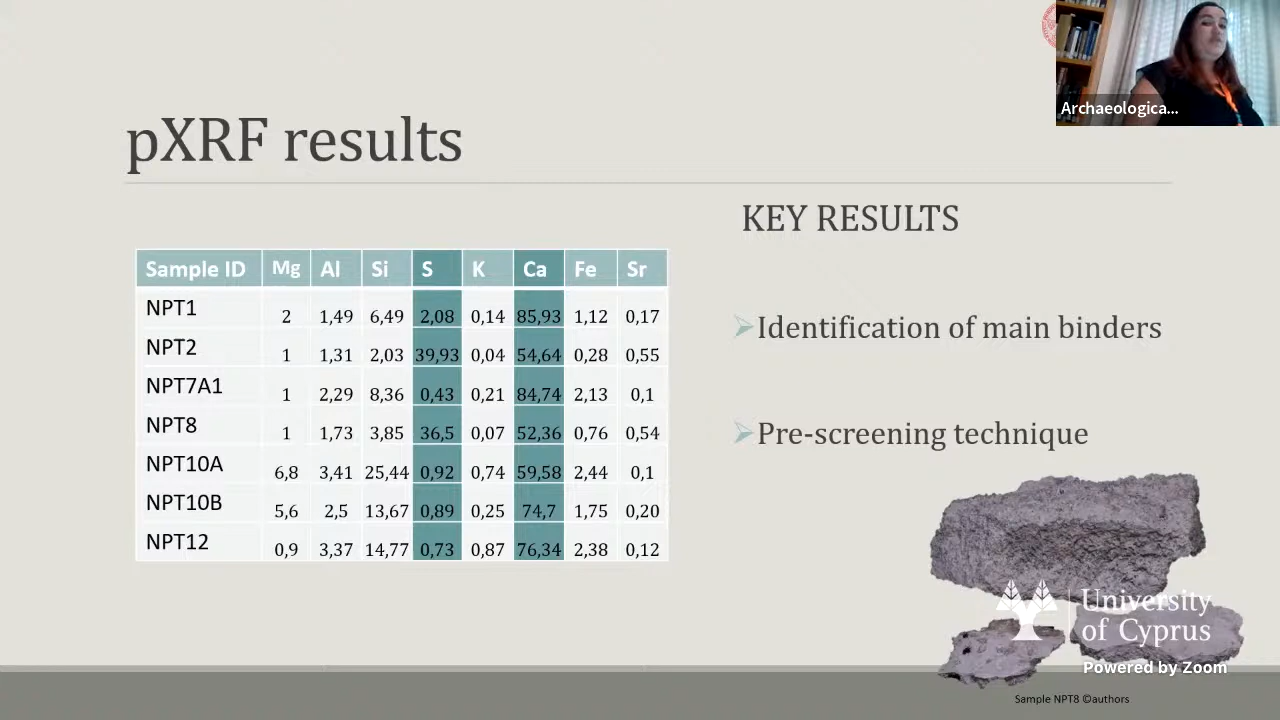 Archaeologica...
pXRF results
KEY RESULTS
Sample ID Mg Al Si S K Ca Fe Sr
NPT1 2 1,49 6,49 2,08 0,14 85,93 1,12 0,17
NPT2 1 1,31 2,03 39,93 0,04 54,64 0,28 0,55
NPT7A1 1 2,29 8,36 0,43 0,21 84,74 2,13 0,1
NPT8 1 1,73 3,85 36,5 0,07 52,36 0,76 0,54
NPT10A 6,8 3,41 25,44 0,92 0,74 59,58 2,44 0,1
NPT10B 5,6 2,5 13,67 0,89 0,25 74,7 1,75 0,20
NPT12 0,9 3,37 14,77 0,73 0,87 76,34 2,38 0,12
Identification of main binders
Pre-screening technique
University
of Cyprus
Powered by Zoom
Sample NPT8 ©authors